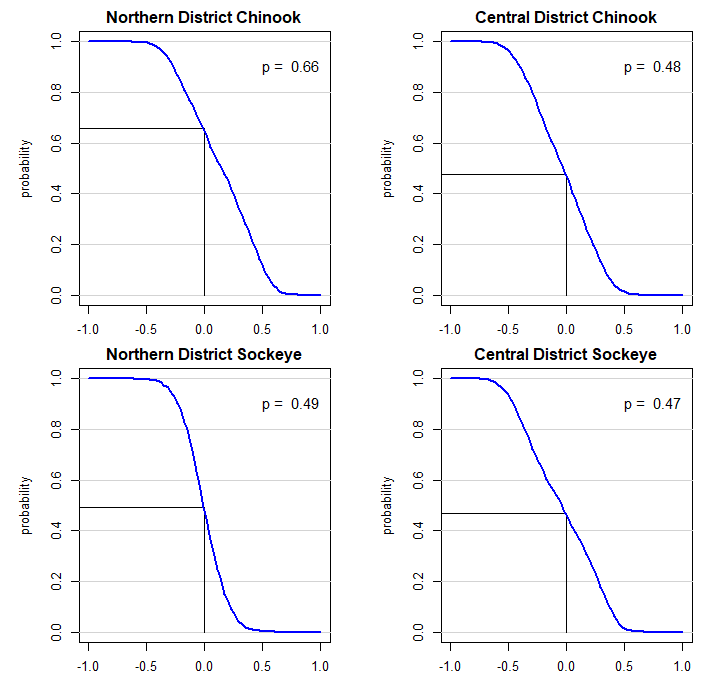 Northern District Chinook
p = 0.66
probability
0.0 0.2 0.4 0.6 0.8 1.0
-1.0 -0.5 0.0 0.5 1.0
Central District Chinook
p = 0.48
probability
0.0 0.2 0.4 0.6 0.8 1.0
-1.0 -0.5 0.0 0.5 1.0
Northern District Sockeye
p = 0.49
probability
0.0 0.2 0.4 0.6 0.8 1.0
-1.0 -0.5 0.0 0.5 1.0
Central District Sockeye
p = 0.47
probability
0.0 0.2 0.4 0.6 0.8 1.0
-1.0 -0.5 0.0 0.5 1.0